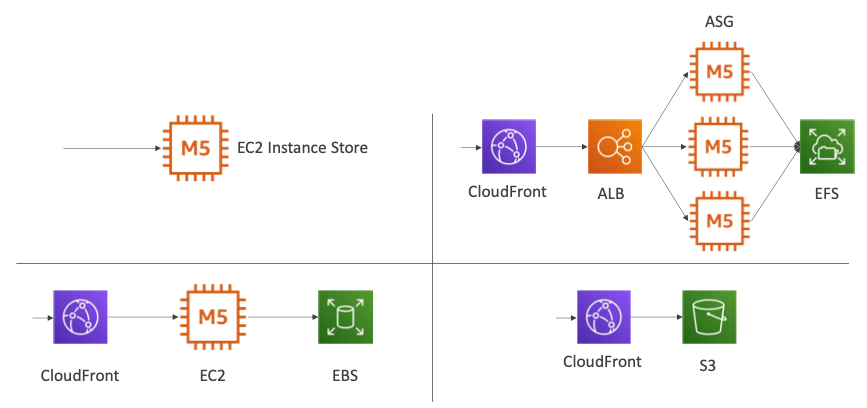 M5
EC2 Instance Store
ASG
M5
M5
M5
CloudFront
ALB
EFS
M5
CloudFront
EC2
EBS
CloudFront
S3